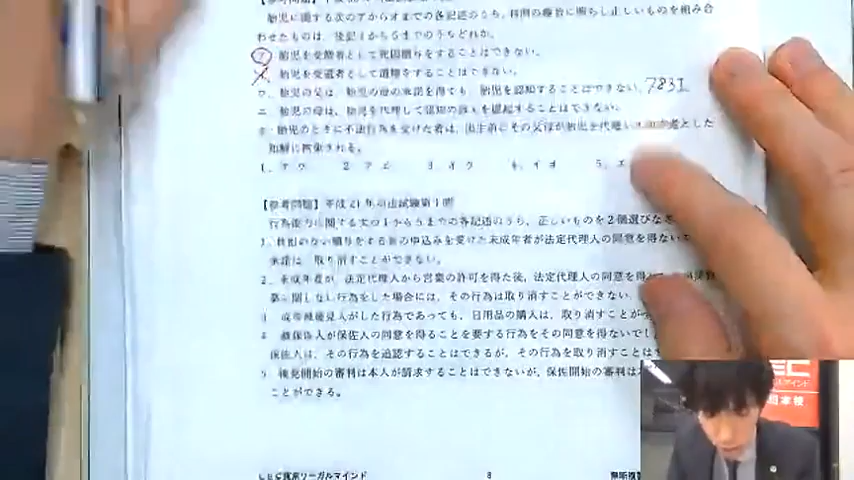 胎児に関する次のアからオまでの各記述のうち、判例の趣旨に照らし正しいものを組み合
わせたものは、後記1から5までのうちどれか。
ア 胎児を受贈者として死因贈与をすることはできない。
イ 胎児を受遺者として遺贈をすることはできない。
ウ 胎児の父は、胎児の母の承諾を得ても、胎児を認知することはできない。783I
エ 胎児の母は、胎児を代理して認知の訴えを提起することはできない。
オ 胎児のときに不法行為を受けた者は、出生前にその父母が胎児を代理し
とした
和解に拘束される。
1. アウ 2. アエ 3. イウ 4. イオ 5. エ
【参考問題】平成21年司法試験第1問
行為能力に関する次の1から5までの各記述のうち、正しいものを2個選びなさ
1. 負担のない贈与をする旨の申込みを受けた未成年者が法定代理人の同意を得ない
承諾は、取り消すことができない。
2. 未成年者が、法定代理人から営業の許可を得た後、法定代理人の同意を得
業に関しない行為をした場合には、その行為は取り消すことができない
3. 成年被後見人がした行為であっても、日用品の購入は、取り消すことが
4. 被保佐人が保佐人の同意を得ることを要する行為をその同意を得ないでし
保佐人は、その行為を追認することはできるが、その行為を取り消すことは
5. 後見開始の審判は本人が請求することはできないが、保佐開始の審判は
ことができる。
LEC東京リーガルマインド 8 無断複製